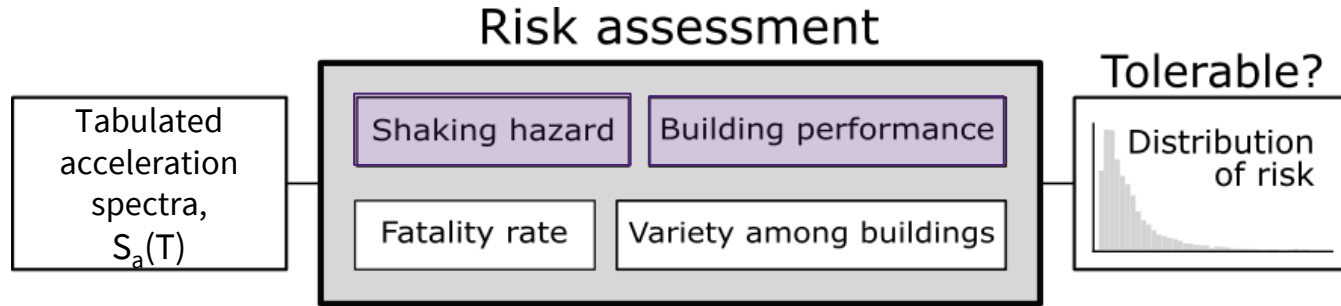 Risk assessment
Tabulated
acceleration
spectra,
Sₐ(T)
Shaking hazard
Building performance
Fatality rate
Variety among buildings
Tolerable?
Distribution
of risk